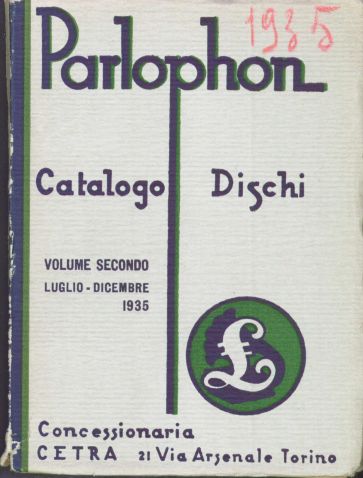 1935
Parlophon
Catalogo Dischi
VOLUME SECONDO
LUGLIO - DICEMBRE
1935
£
Concessionaria
CETRA 21 Via Arsenale Torino